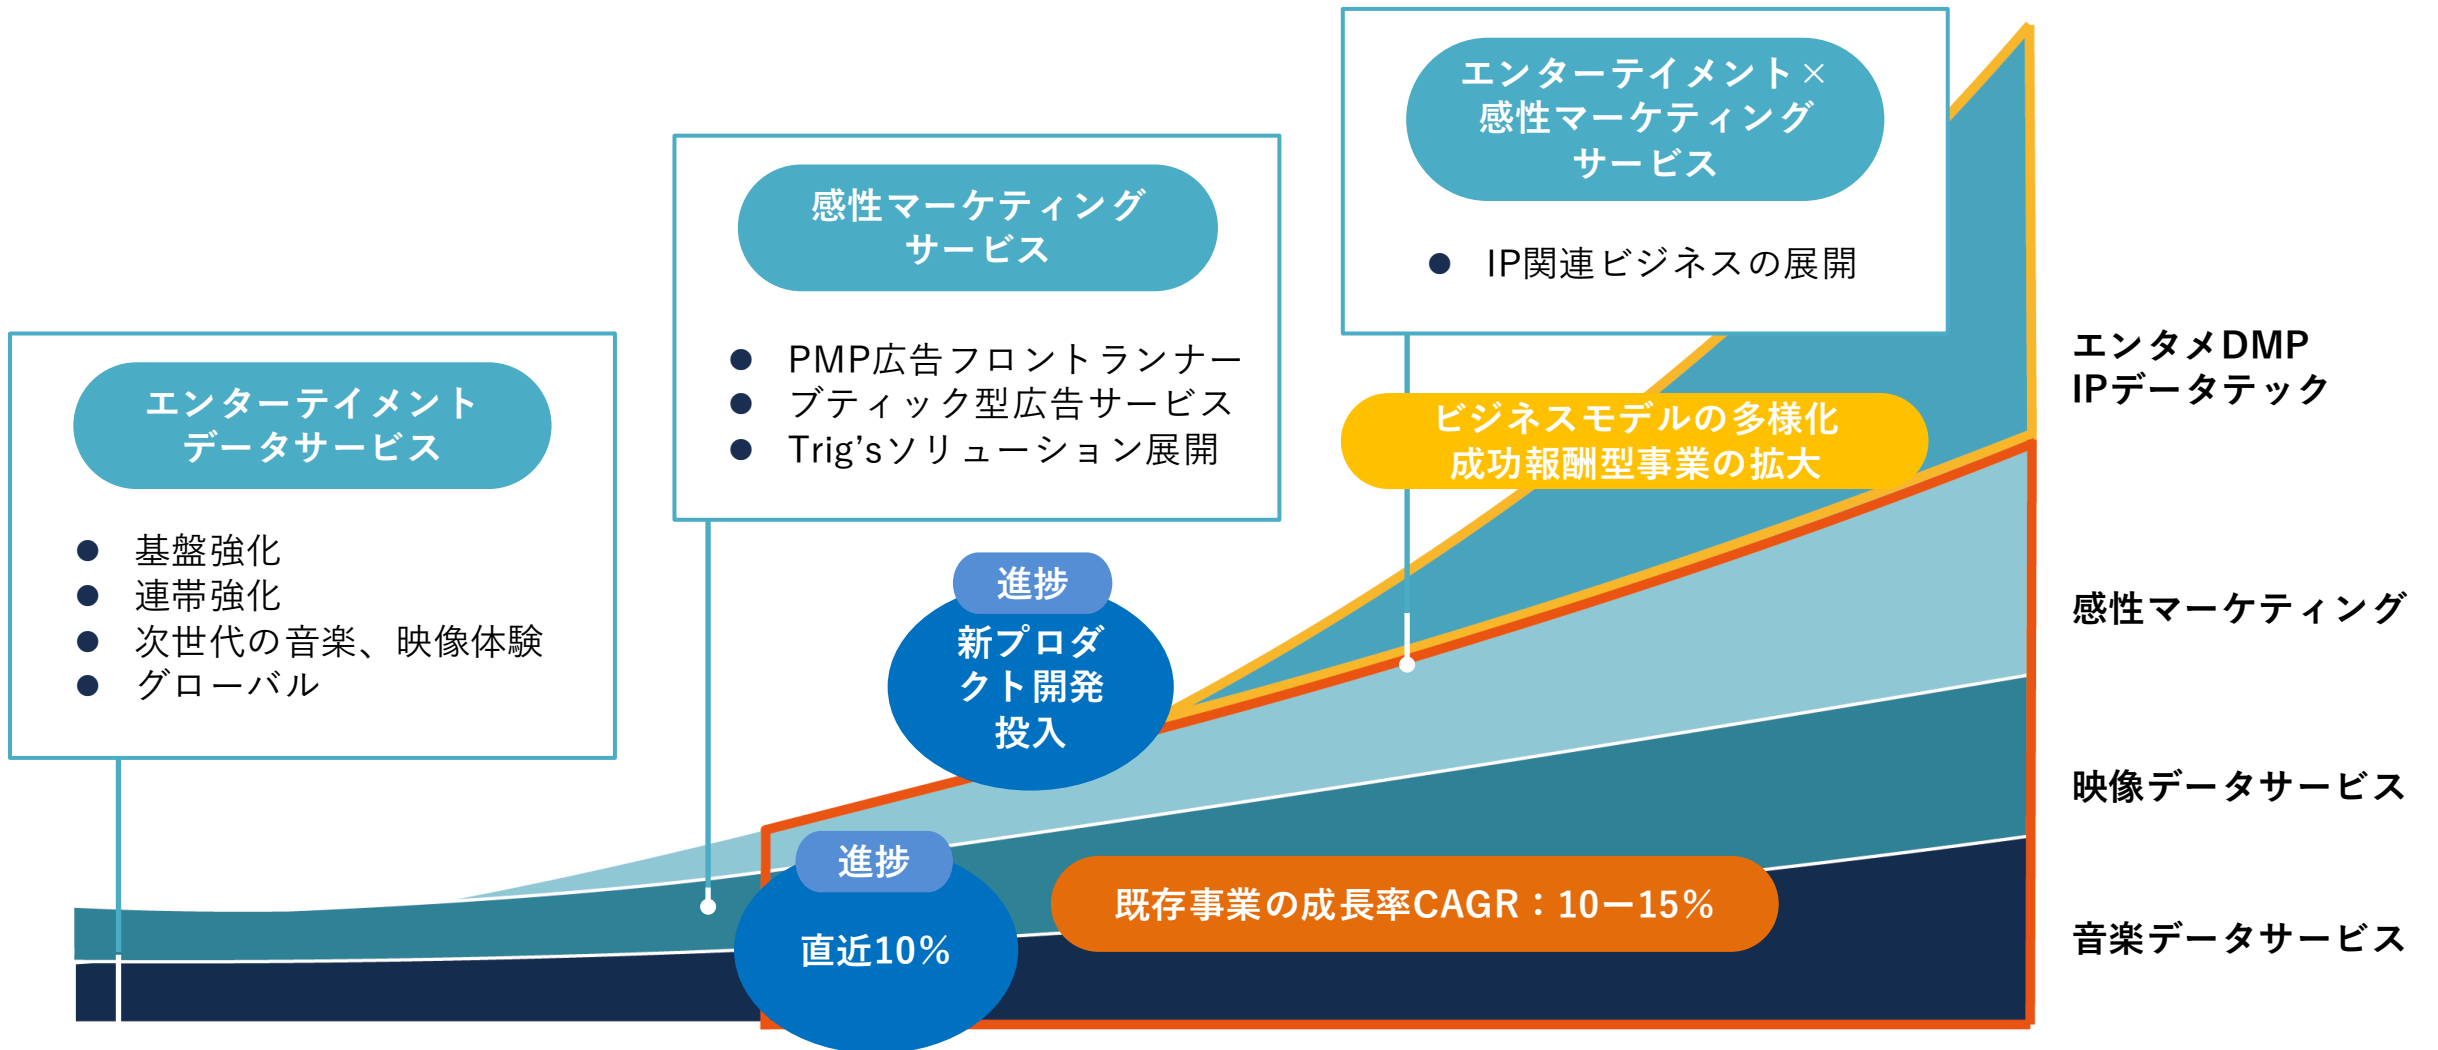 エンターテイメント
データサービス
基盤強化
連帯強化
次世代の音楽、映像体験
グローバル
感性マーケティング
サービス
PMP広告フロントランナー
ブティック型広告サービス
Trig’sソリューション展開
エンターテイメント×
感性マーケティング
サービス
IP関連ビジネスの展開
ビジネスモデルの多様化
成功報酬型事業の拡大
進捗
新プロダ
クト開発
投入
進捗
直近10%
既存事業の成長率CAGR：10ー15%
エンタメDMP
IPデータテック
感性マーケティング
映像データサービス
音楽データサービス